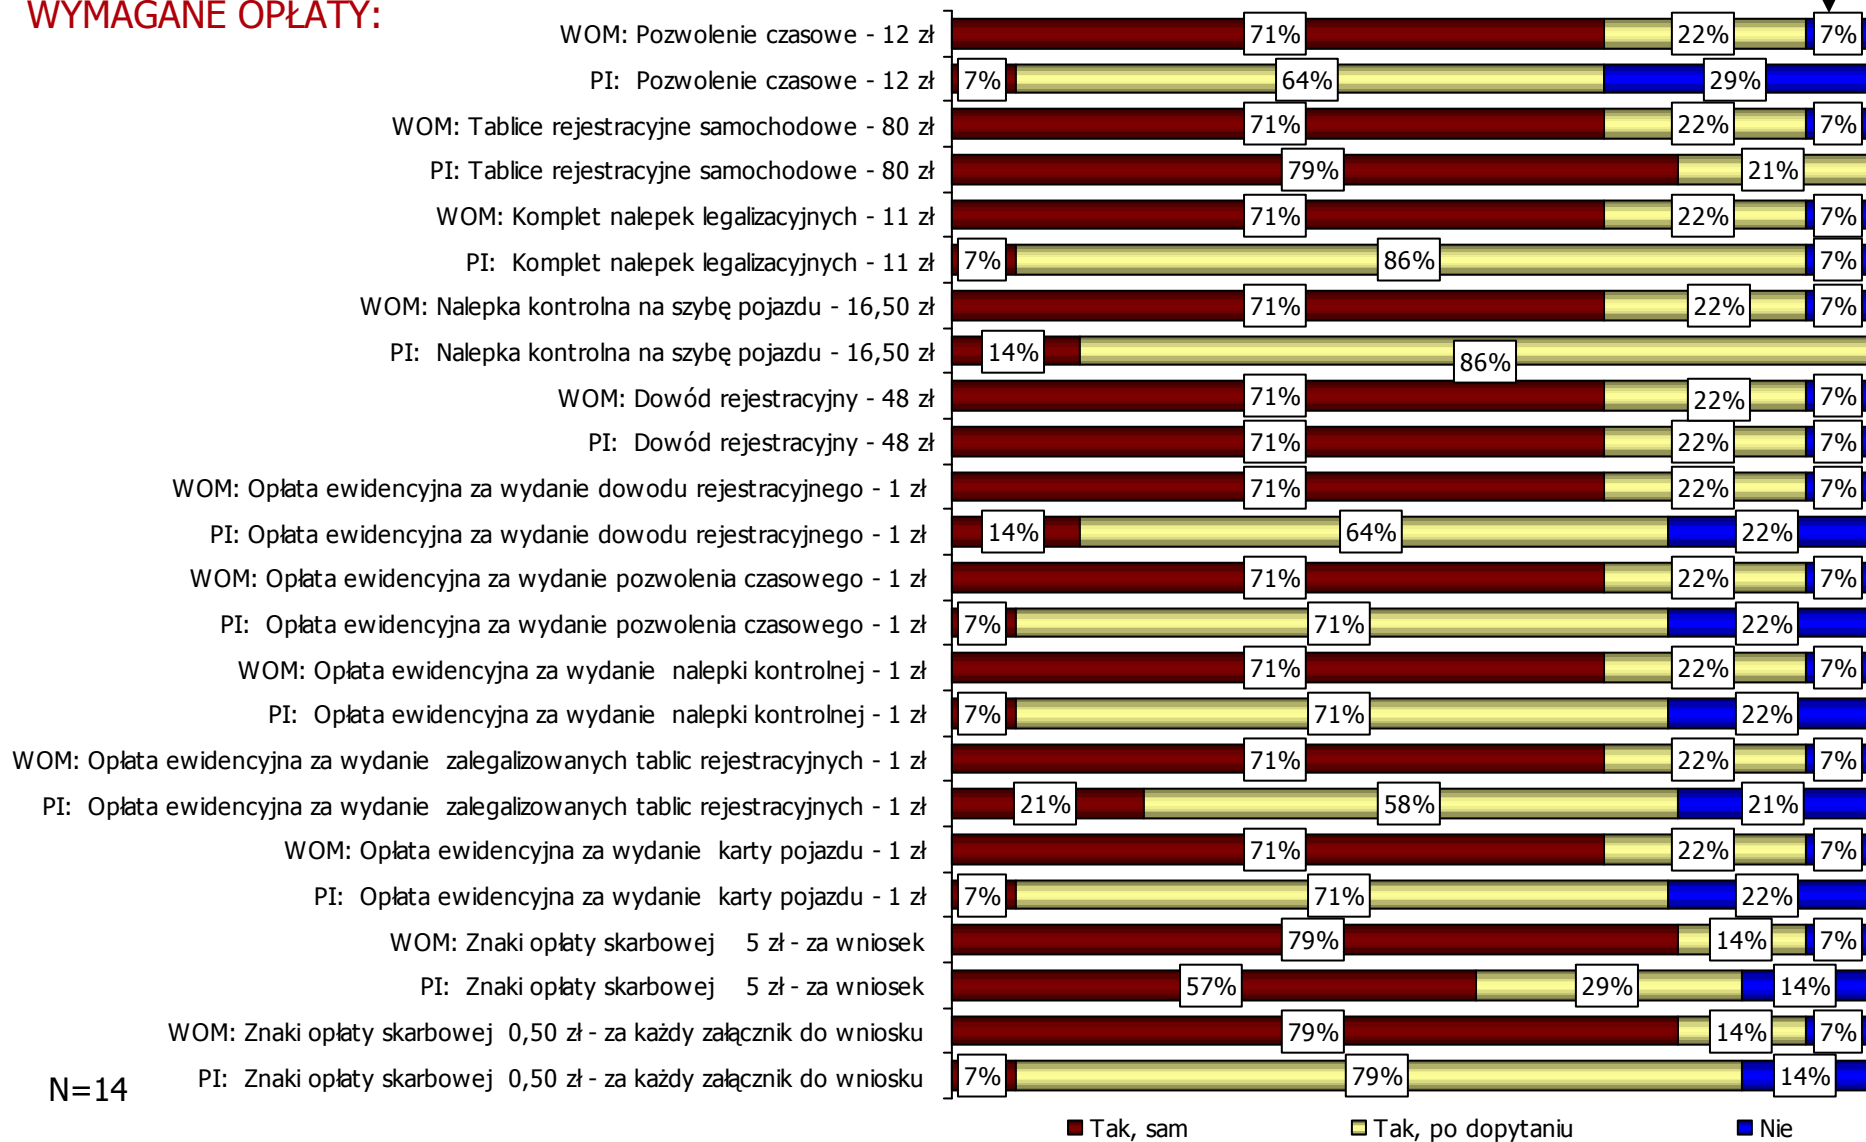 WYMAGANE OPŁATY:
WOM: Pozwolenie czasowe - 12 zł 71% 22% 7%
PI: Pozwolenie czasowe - 12 zł 7% 64% 29%
WOM: Tablice rejestracyjne samochodowe - 80 zł 71% 22% 7%
PI: Tablice rejestracyjne samochodowe - 80 zł 79% 21%
WOM: Komplet nalepek legalizacyjnych - 11 zł 71% 22% 7%
PI: Komplet nalepek legalizacyjnych - 11 zł 7% 86% 7%
WOM: Nalepka kontrolna na szybę pojazdu - 16,50 zł 71% 22% 7%
PI: Nalepka kontrolna na szybę pojazdu - 16,50 zł 14% 86%
WOM: Dowód rejestracyjny - 48 zł 71% 22% 7%
PI: Dowód rejestracyjny - 48 zł 71% 22% 7%
WOM: Opłata ewidencyjna za wydanie dowodu rejestracyjnego - 1 zł 71% 22% 7%
PI: Opłata ewidencyjna za wydanie dowodu rejestracyjnego - 1 zł 14% 64% 22%
WOM: Opłata ewidencyjna za wydanie pozwolenia czasowego - 1 zł 71% 22% 7%
PI: Opłata ewidencyjna za wydanie pozwolenia czasowego - 1 zł 7% 71% 22%
WOM: Opłata ewidencyjna za wydanie nalepki kontrolnej - 1 zł 71% 22% 7%
PI: Opłata ewidencyjna za wydanie nalepki kontrolnej - 1 zł 7% 71% 22%
WOM: Opłata ewidencyjna za wydanie zalegalizowanych tablic rejestracyjnych - 1 zł 71% 22% 7%
PI: Opłata ewidencyjna za wydanie zalegalizowanych tablic rejestracyjnych - 1 zł 21% 58% 21%
WOM: Opłata ewidencyjna za wydanie karty pojazdu - 1 zł 71% 22% 7%
PI: Opłata ewidencyjna za wydanie karty pojazdu - 1 zł 7% 71% 22%
WOM: Znaki opłaty skarbowej 5 zł - za wniosek 79% 14% 7%
PI: Znaki opłaty skarbowej 5 zł - za wniosek 57% 29% 14%
WOM: Znaki opłaty skarbowej 0,50 zł - za każdy załącznik do wniosku 79% 14% 7%
PI: Znaki opłaty skarbowej 0,50 zł - za każdy załącznik do wniosku 7% 79% 14%
N=14
Tak, sam Tak, po dopytaniu Nie